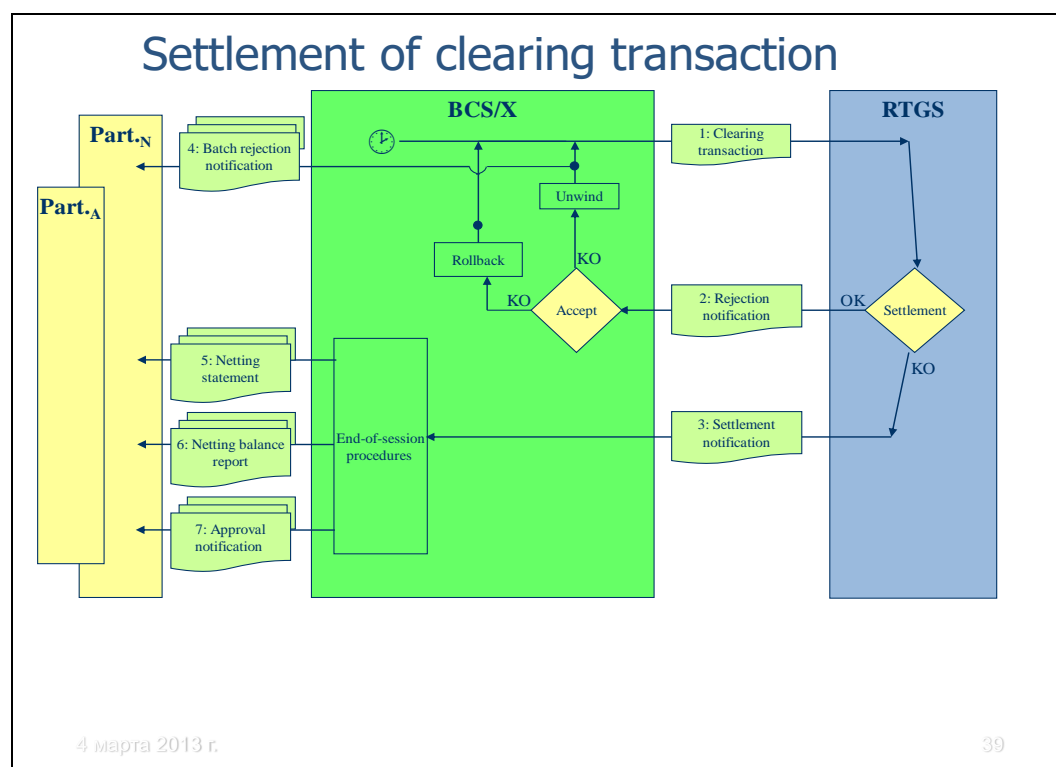 Settlement of clearing transaction
BCS/X
RTGS
Part.N
Part.A
4: Batch rejection
notification
1: Clearing
transaction
Unwind
Rollback
KO
KO
Accept
2: Rejection
notification
OK
Settlement
KO
5: Netting
statement
3: Settlement
notification
6: Netting balance
report
End-of-session
procedures
7: Approval
notification
4 марта 2013 г.
39